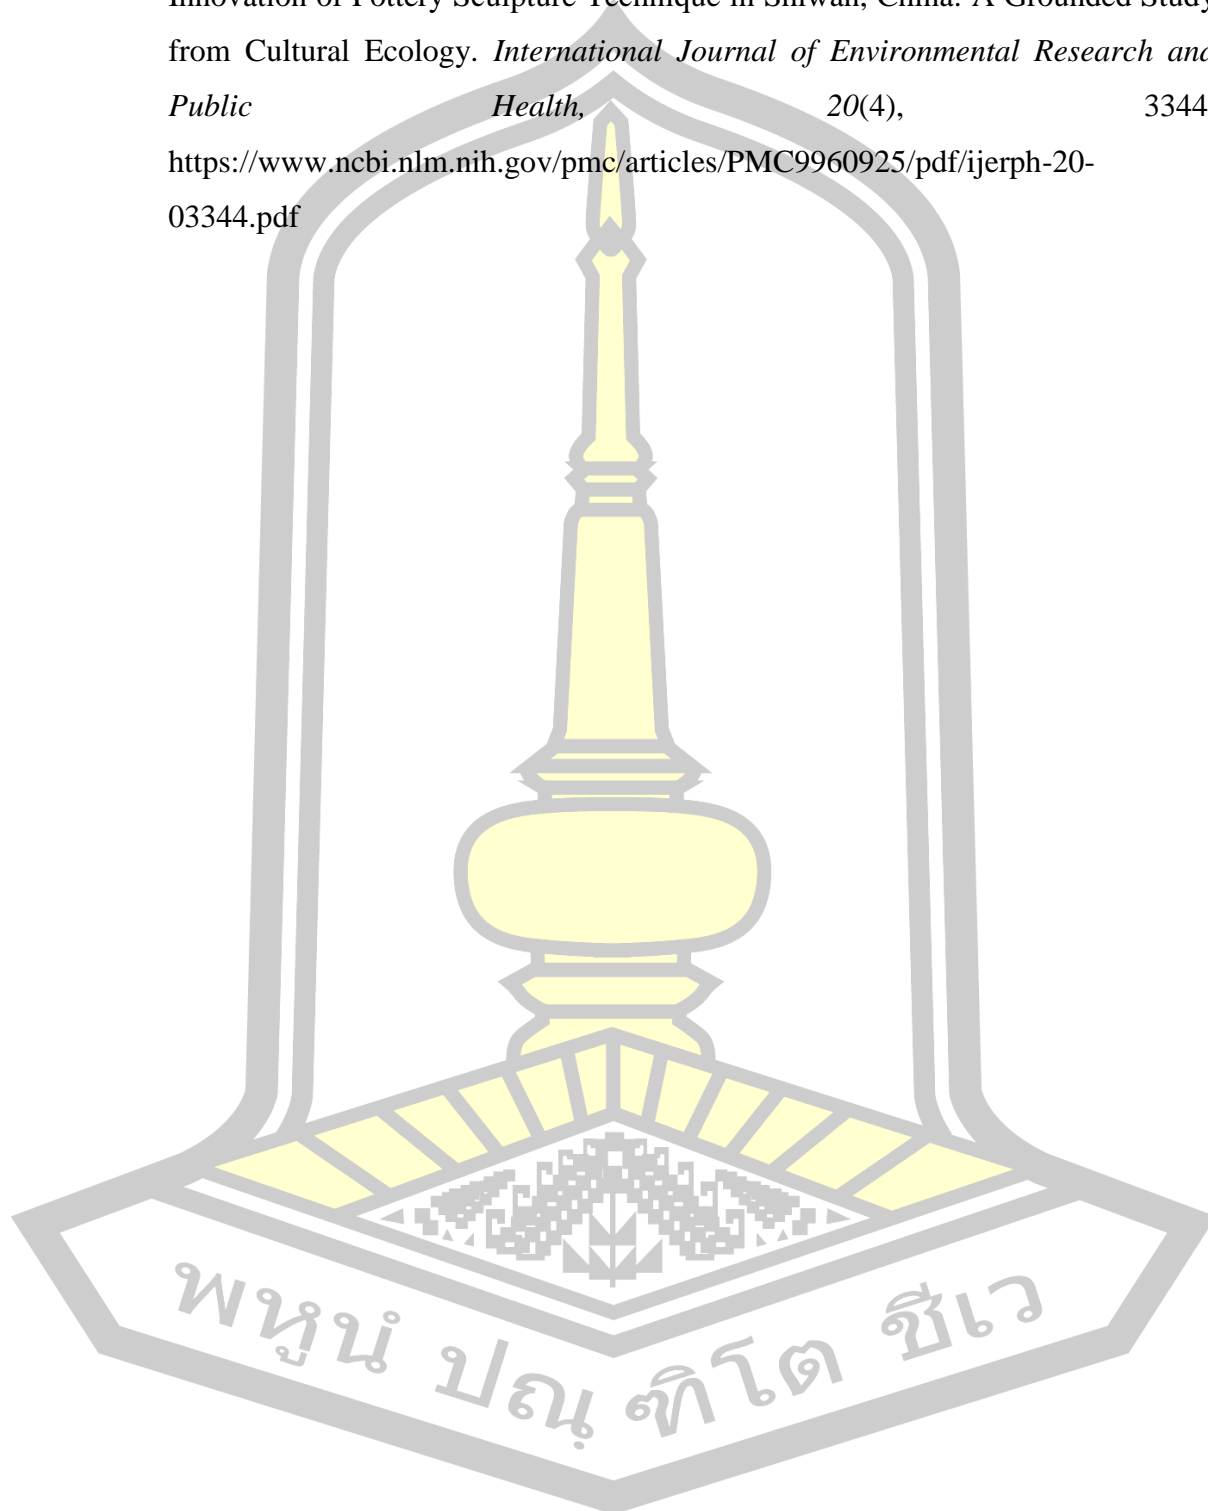 Innovation of Pottery Sculpture Technique in Shiwan, China: A Grounded Study
from Cultural Ecology. International Journal of Environmental Research and
Public Health, 20(4), 3344
https://www.ncbi.nlm.nih.gov/pmc/articles/PMC9960925/pdf/ijerph-20-
03344.pdf
พหูนํ ปณฺฑิโต ชีเว